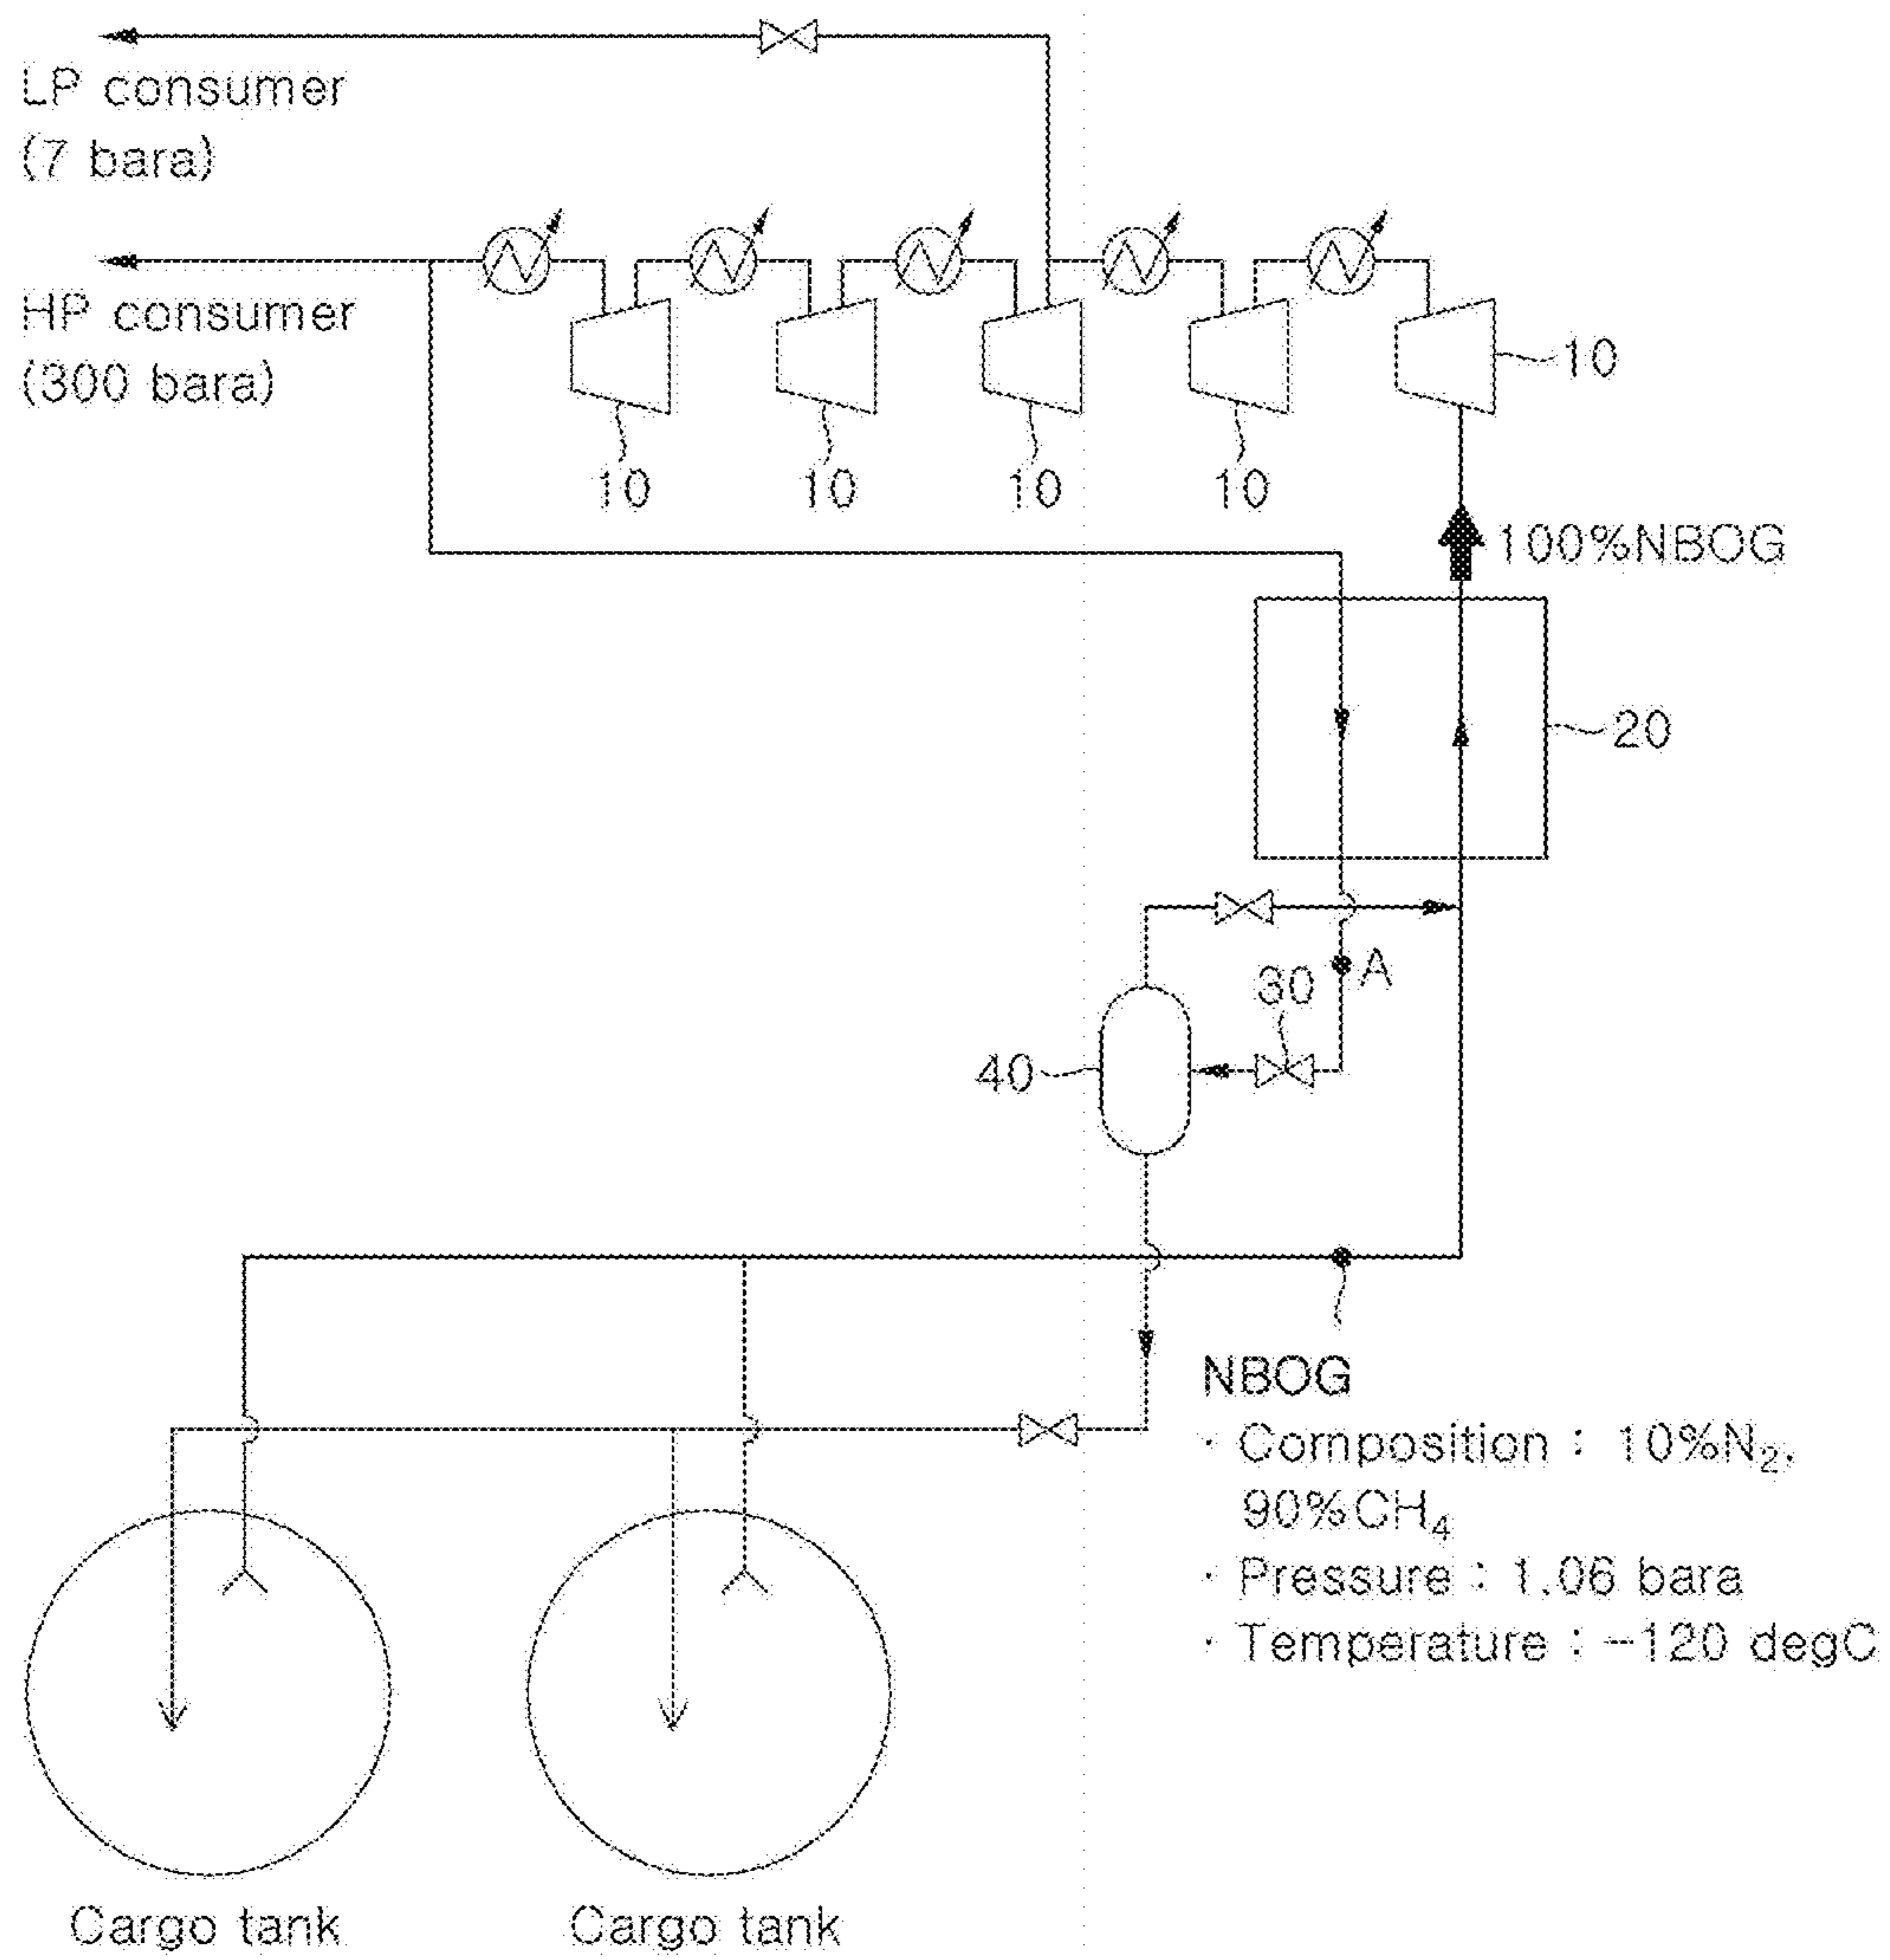 LP consumer
(7 bara)
HP consumer
(300 bara)
10
10
10
10
10
100%NBOG
20
A
30
40
NBOG
· Composition : 10%N₂,
90%CH₄
· Pressure : 1.06 bara
· Temperature : -120 degC
Cargo tank
Cargo tank